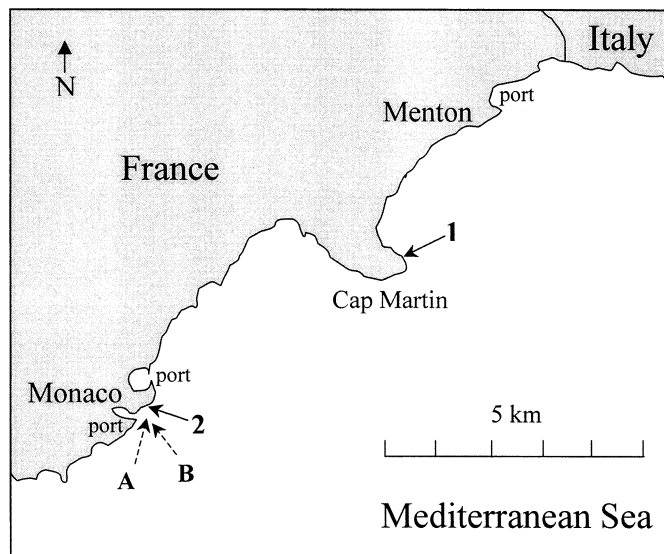 Italy
N
port
Menton
France
1
Cap Martin
port
Monaco
port
2
5 km
A
B
Mediterranean Sea